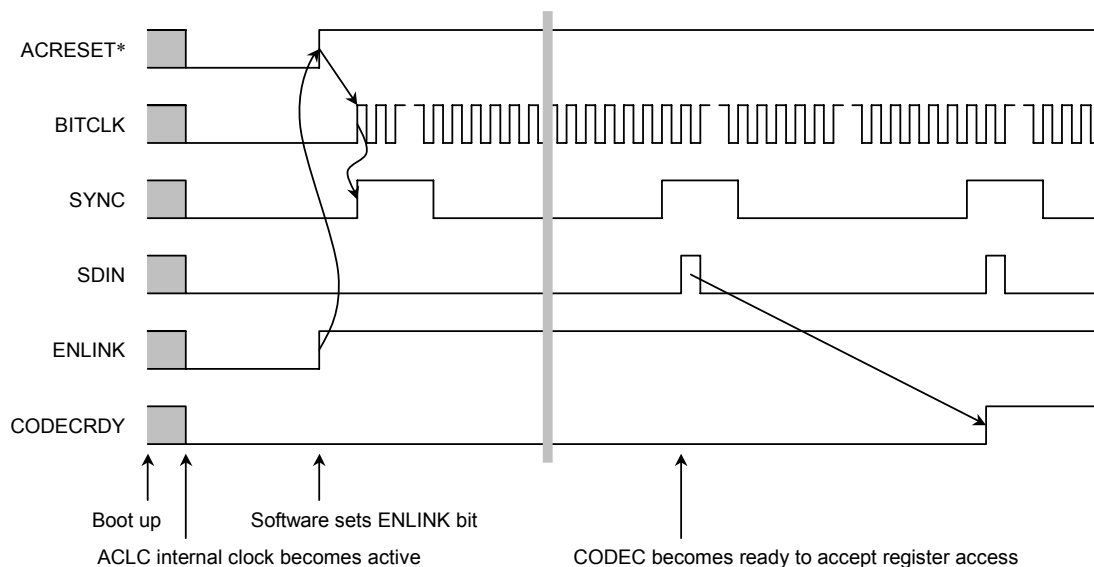 ACRESET*
BITCLK
SYNC
SDIN
ENLINK
CODECRDY
Boot up
Software sets ENLINK bit
ACLC internal clock becomes active
CODEC becomes ready to accept register access